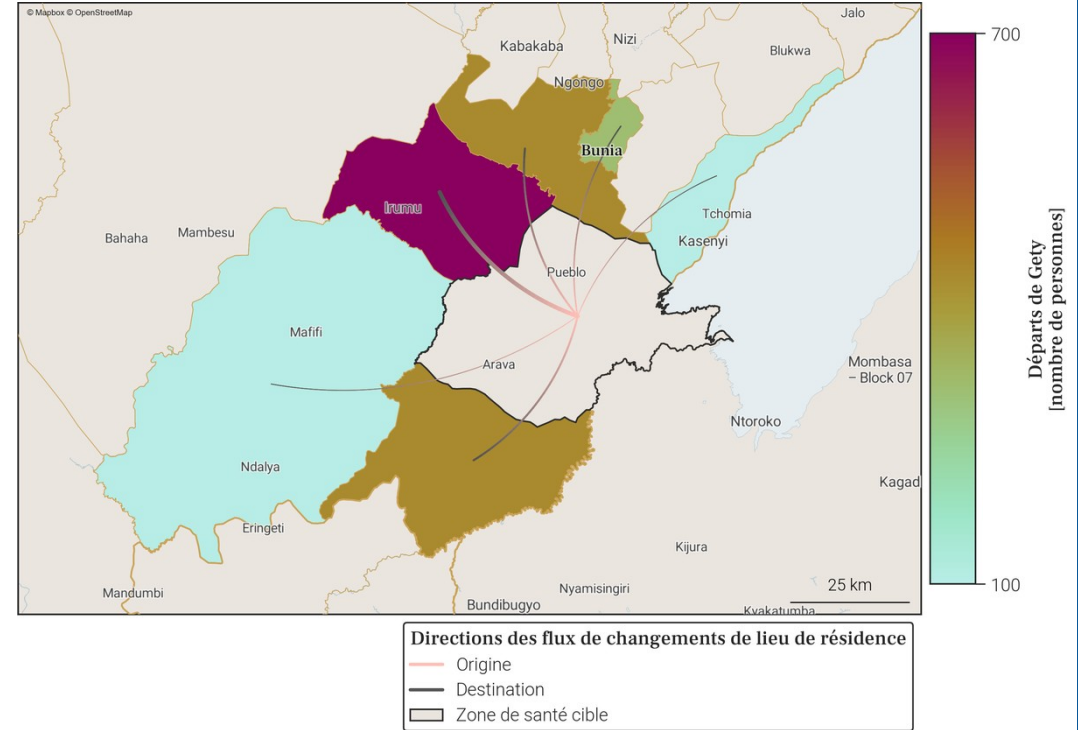 © Mapbox © OpenStreetMap
Jalo
Kabakaba
Nizi
Blukwa
Ngongo
Bunia
Irumu
Tchomia
Bahaha
Mambesu
Kasenyi
Pueblo
Mafifi
Arava
Mombasa
– Block 07
Ntoroko
Ndalya
Kagad
Eringeti
Kijura
25 km
Mandumbi
Nyamisingiri
Bundibugyo
Kyakatumba
700
100
Départs de Gety
[nombre de personnes]
Directions des flux de changements de lieu de résidence
Origine
Destination
Zone de santé cible